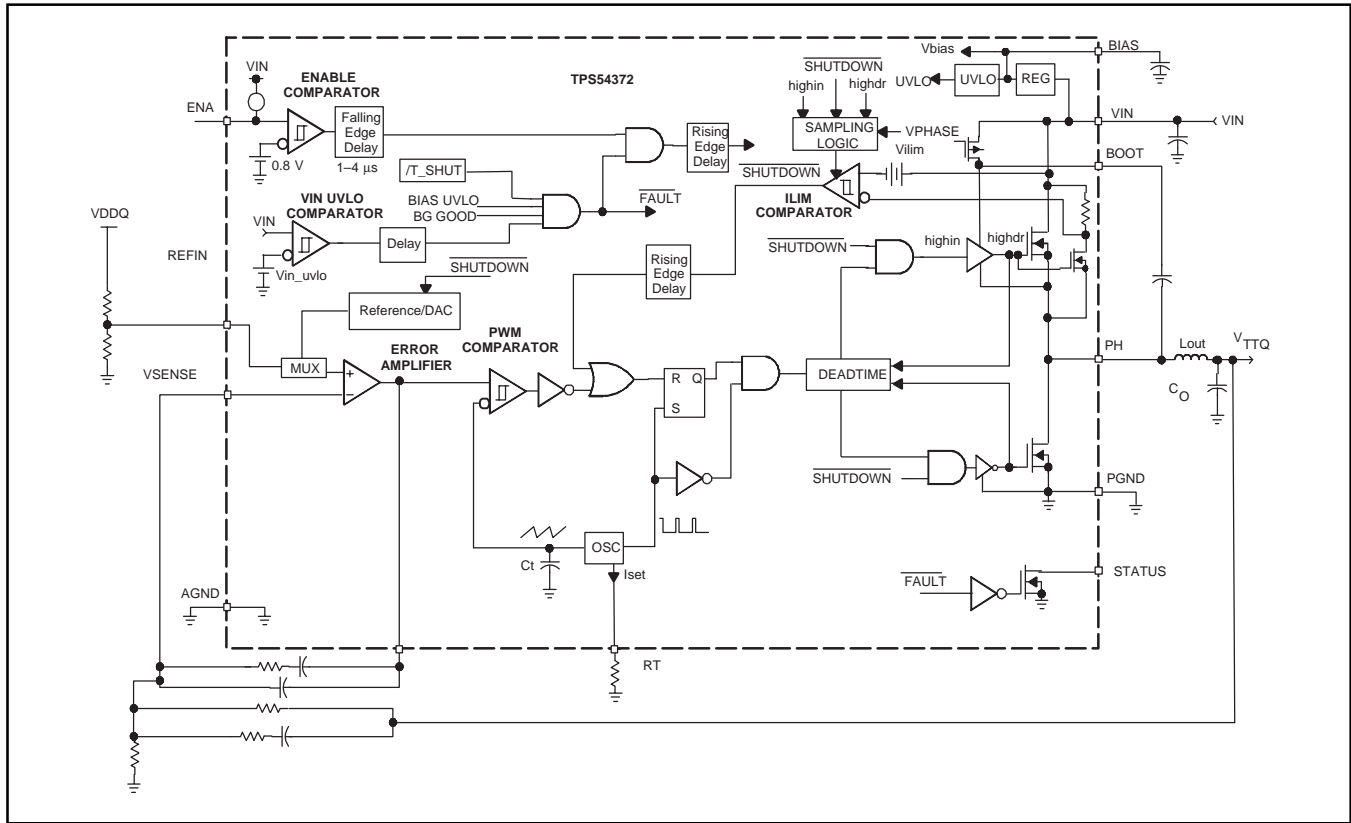 BIAS
Vbias
SHUTDOWN
VIN
ENABLE
COMPARATOR
TPS54372
highin
highdr
UVLO
UVLO
REG
ENA
Falling
Edge
Delay
1–4 μs
0.8 V
Rising
Edge
Delay
SAMPLING
LOGIC
VPHASE
VIN
VIN
BOOT
/T_SHUT
SHUTDOWN
Vilim
BIAS UVLO
BG GOOD
FAULT
ILIM
COMPARATOR
VIN UVLO
COMPARATOR
VIN
Delay
Vin_uvlo
VDDQ
REFIN
SHUTDOWN
Reference/DAC
Rising
Edge
Delay
SHUTDOWN
highin
highdr
MUX
ERROR
AMPLIFIER
PWM
COMPARATOR
VSENSE
+
−
R Q
S
DEADTIME
PH
Lout
VTTQ
CO
SHUTDOWN
PGND
OSC
Ct
Iset
FAULT
STATUS
AGND
RT